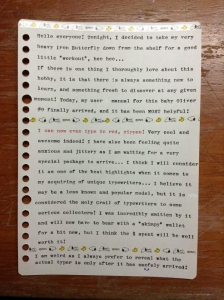 Hello everyone! Tonight, I decided to take my very
heavy iron Butterfly down from the shelf for a good
little "workout", hee hee...
If there is one thing I thoroughly love about this
hobby, it is that there is always something new to
learn, and something fresh to discover at any given
moment! Today, my user manual for this baby Oliver
do finally arrived, and it has been MOST helpful!
I can now even type in red, yippee! Very cool and
awesome indeed! I have also been feeling quite
anxious and jittery as I am waiting for a very
special package to arrive... I think I will consider
it as one of the best highlights when it comes to
my acquiring of unique typewriters... I believe it
may be a less known and popular model, but it is
considered the holy grail of typewriters to some
serious collectors! I was incredibly smitten by it
and will now have to bear with a "skinny" wallet
for a bit now, but I think the $ spent will be well
worth it!
I am weird as I always prefer to reveal when the
actual typer is only after it has safely arrived!